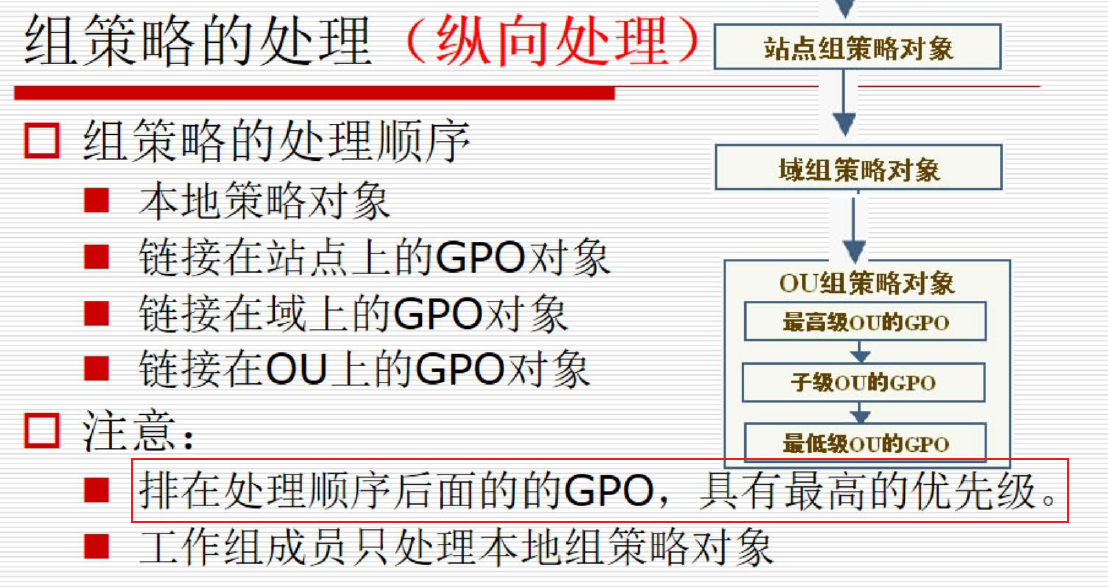 组策略的处理（纵向处理）
组策略的处理顺序
本地策略对象
链接在站点上的GPO对象
链接在域上的GPO对象
链接在OU上的GPO对象
注意：
排在处理顺序后面的的GPO，具有最高的优先级。
工作组成员只处理本地组策略对象
站点组策略对象
域组策略对象
OU组策略对象
最高级OU的GPO
子级OU的GPO
最低级OU的GPO